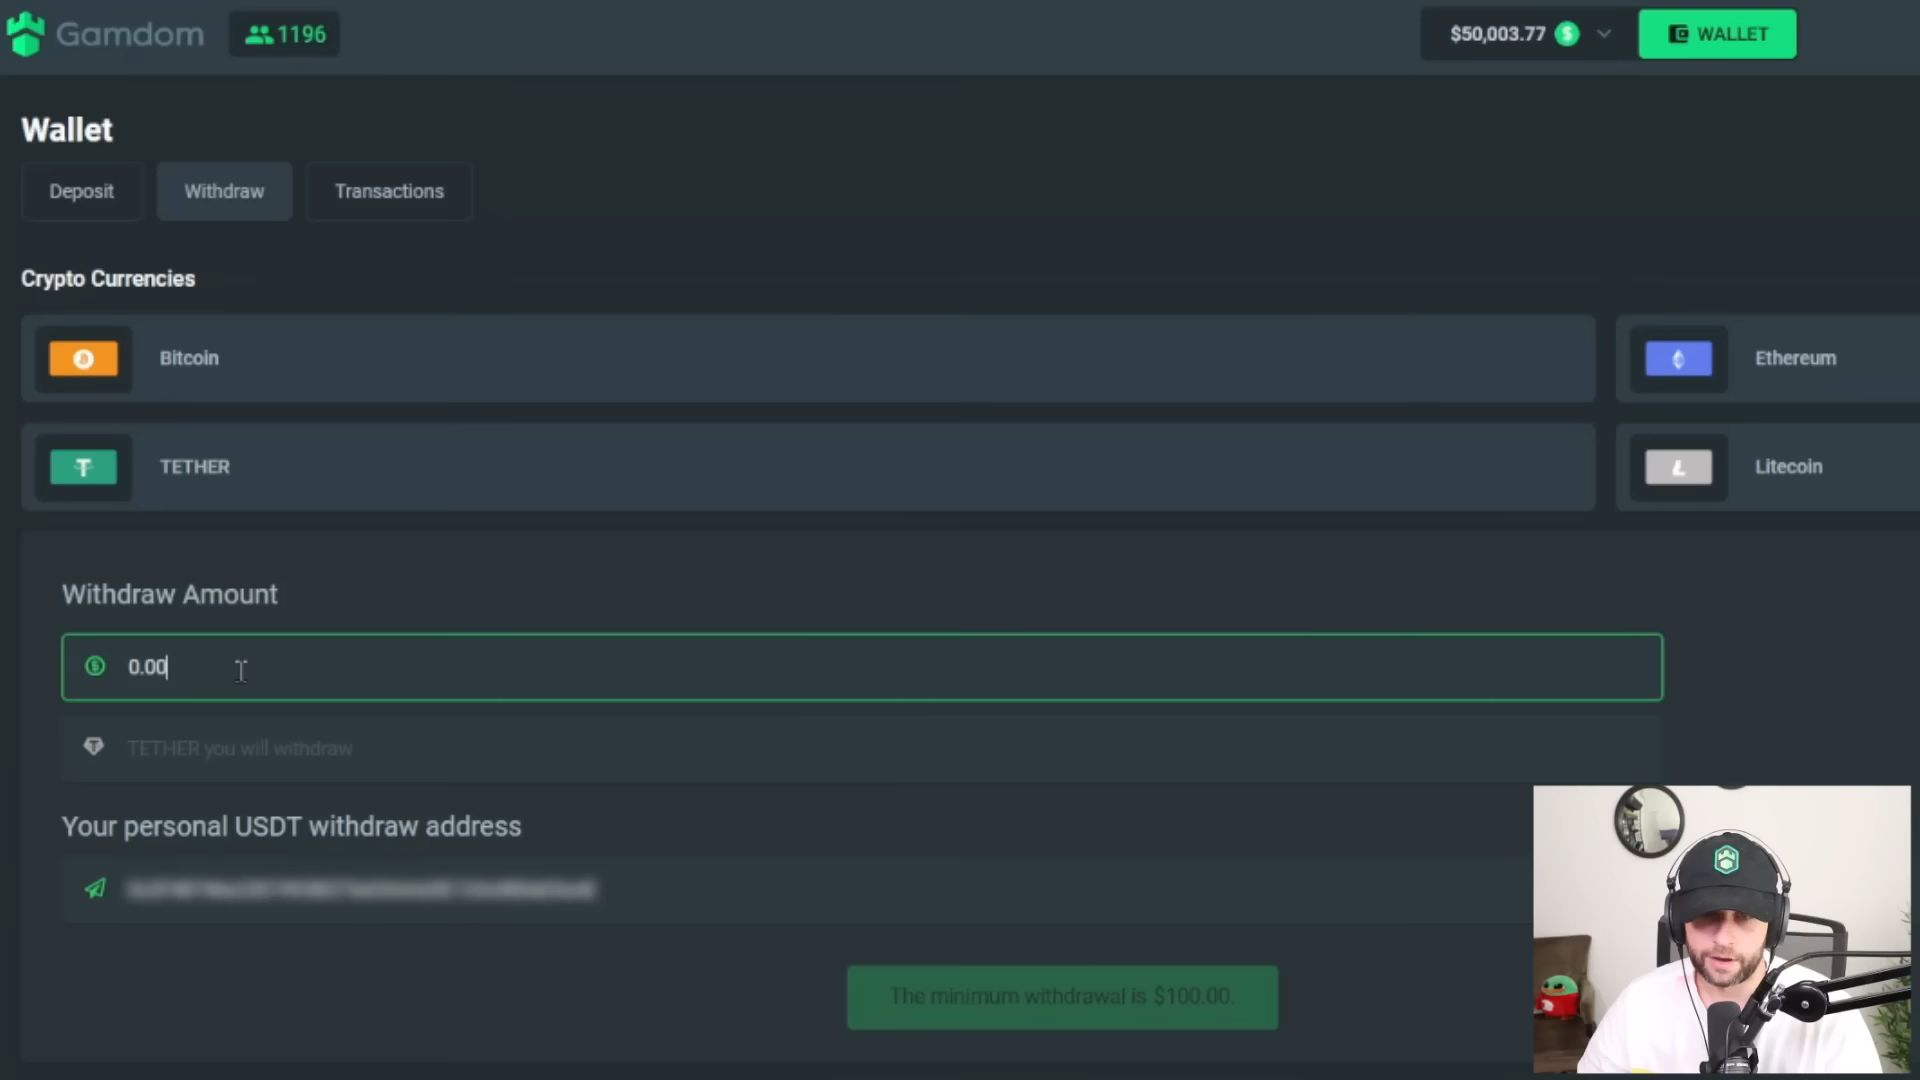 Gamdom 1196 $50,003.77 WALLET
Wallet
Deposit Withdraw Transactions
Crypto Currencies
Bitcoin Ethereum
TETHER Litecoin
Withdraw Amount
0.00
TETHER you will withdraw
Your personal USDT withdraw address
The minimum withdrawal is $100.00.